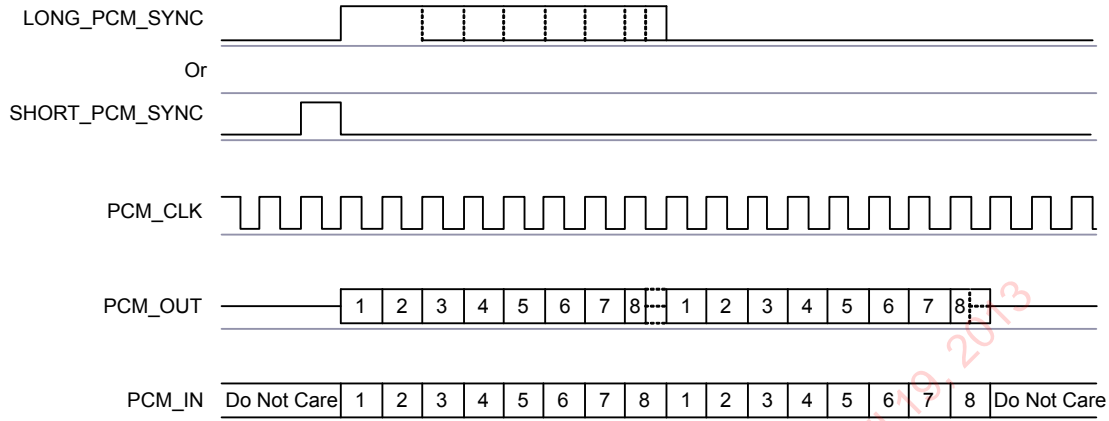 LONG_PCM_SYNC
Or
SHORT_PCM_SYNC
PCM_CLK
PCM_OUT 1 2 3 4 5 6 7 8 1 2 3 4 5 6 7 8
PCM_IN Do Not Care 1 2 3 4 5 6 7 8 1 2 3 4 5 6 7 8 Do Not Care
19, 2013